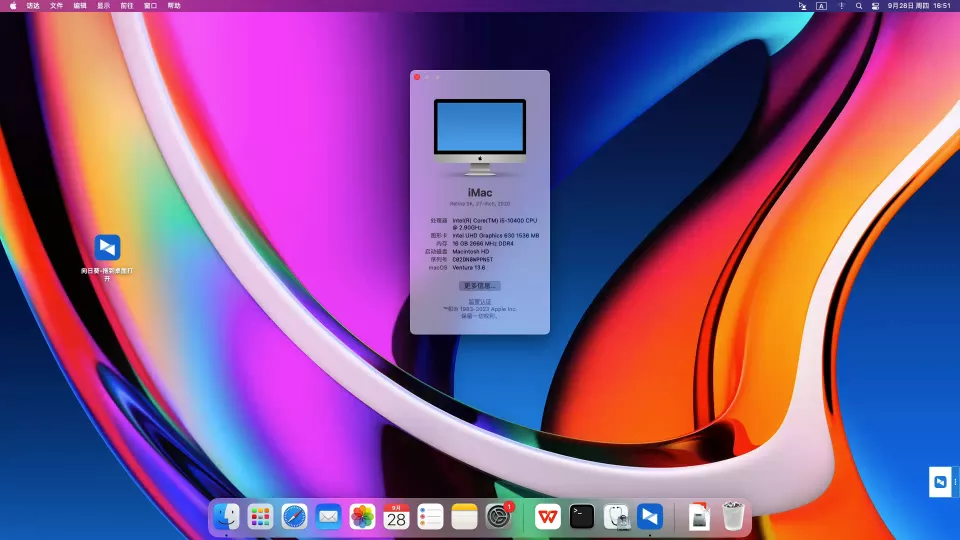 访达 文件 编辑 显示 前往 窗口 帮助
A
9月28日 周四 16:51
iMac
Retina 5K, 27-inch, 2020
处理器 Intel(R) Core(TM) i5-10400 CPU
@ 2.90GHz
图形卡 Intel UHD Graphics 630 1536 MB
内存 16 GB 2666 MHz DDR4
启动磁盘 Macintosh HD
序列号 C02DN8WPPN5T
macOS Ventura 13.6
更多信息...
监管认证
™和© 1983-2023 Apple Inc.
保留一切权利。
向日葵-拖到桌面打
开
9月
28
1